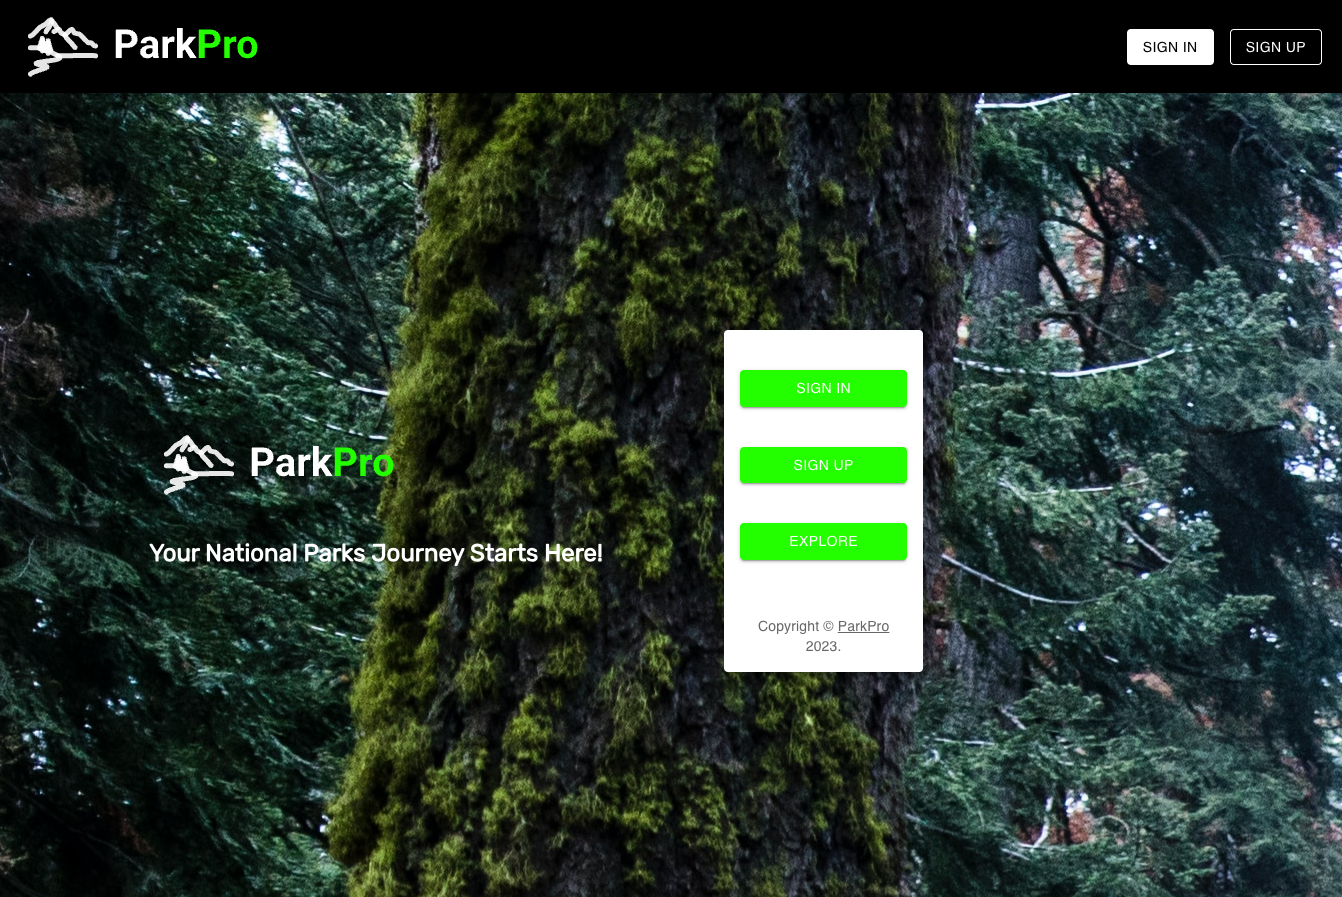 ParkPro
SIGN IN
SIGN UP
SIGN IN
SIGN UP
EXPLORE
ParkPro
Your National Parks Journey Starts Here!
Copyright © ParkPro
2023.